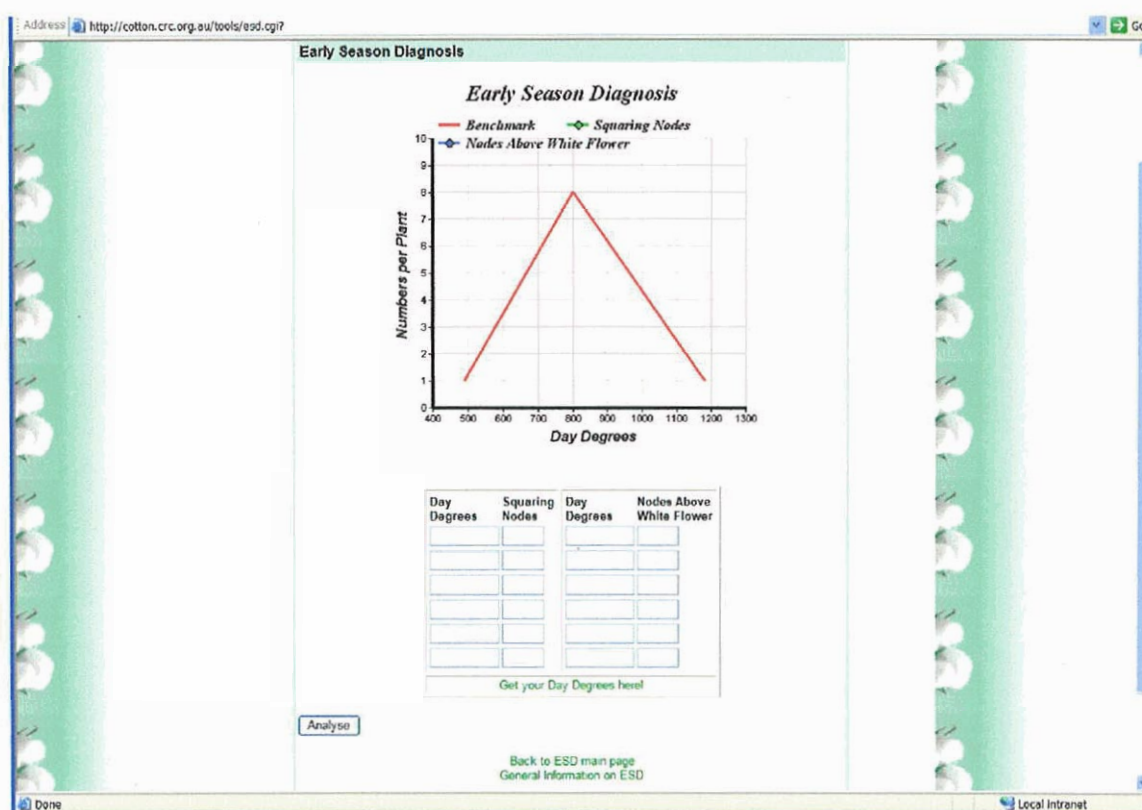 Address http://cotton.crc.org.au/tools/esd.cgi? Go
Early Season Diagnosis
Early Season Diagnosis
Benchmark Squaring Nodes
Nodes Above White Flower
10
9
8
7
6
5
4
3
2
1
0
Numbers per Plant
400 500 600 700 800 900 1000 1100 1200 1300
Day Degrees
Day Squaring Day Nodes Above
Degrees Nodes Degrees White Flower
Get your Day Degrees here!
Analyse
Back to ESD main page
General Information on ESD
Done Local intranet